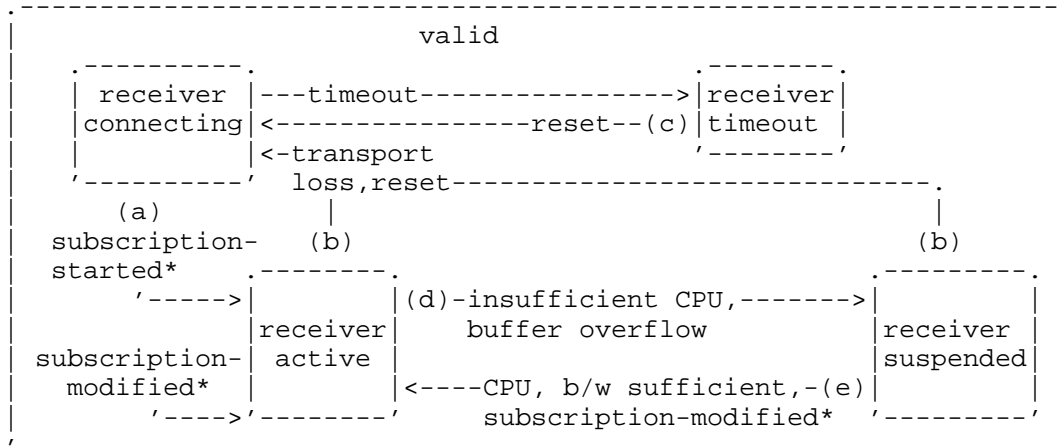 valid
receiver ---timeout---------------->receiver
connecting <----------------reset--(c) timeout
<-transport
loss,reset------------------------------.
(a)
subscription- (b) (b)
started*
'----->
(d)-insufficient CPU,------->
receiver buffer overflow receiver
subscription- active suspended
modified* <----CPU, b/w sufficient,-(e)
'----> subscription-modified*